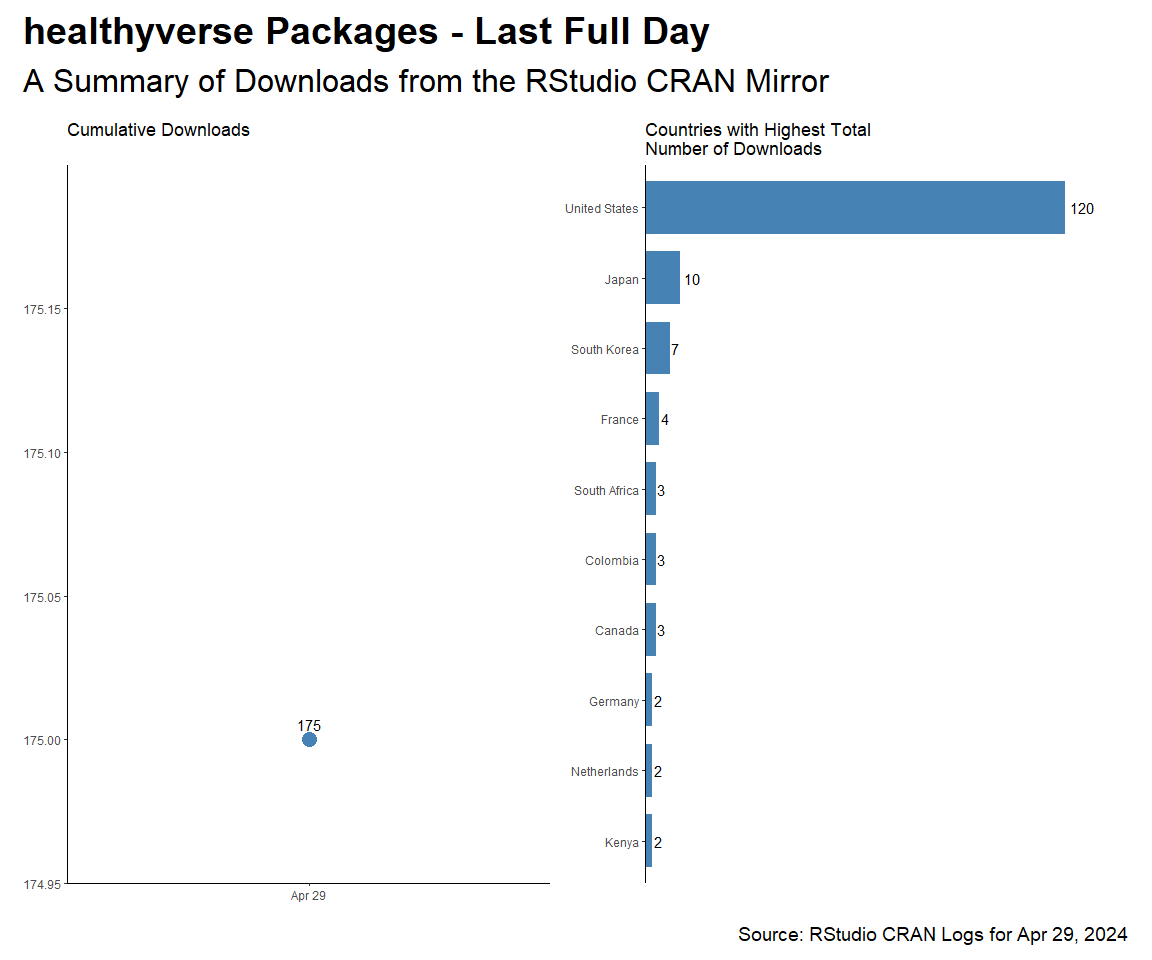 healthyverse Packages - Last Full Day
A Summary of Downloads from the RStudio CRAN Mirror
Cumulative Downloads
175.15
175.10
175.05
175.00
174.95
175
Apr 29
Countries with Highest Total
Number of Downloads
United States 120
Japan 10
South Korea 7
France 4
South Africa 3
Colombia 3
Canada 3
Germany 2
Netherlands 2
Kenya 2
Source: RStudio CRAN Logs for Apr 29, 2024